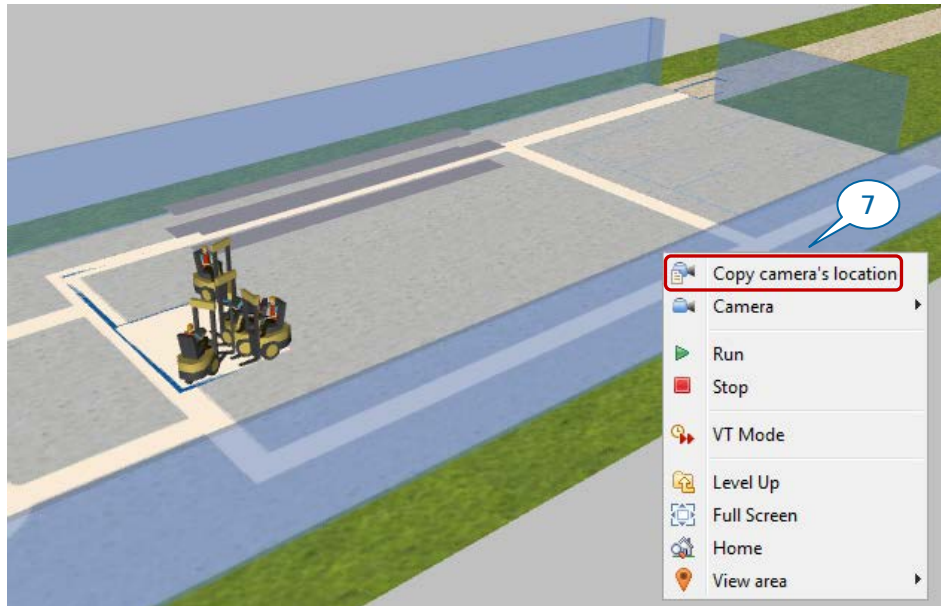 7
Copy camera's location
Camera
Run
Stop
VT Mode
Level Up
Full Screen
Home
View area